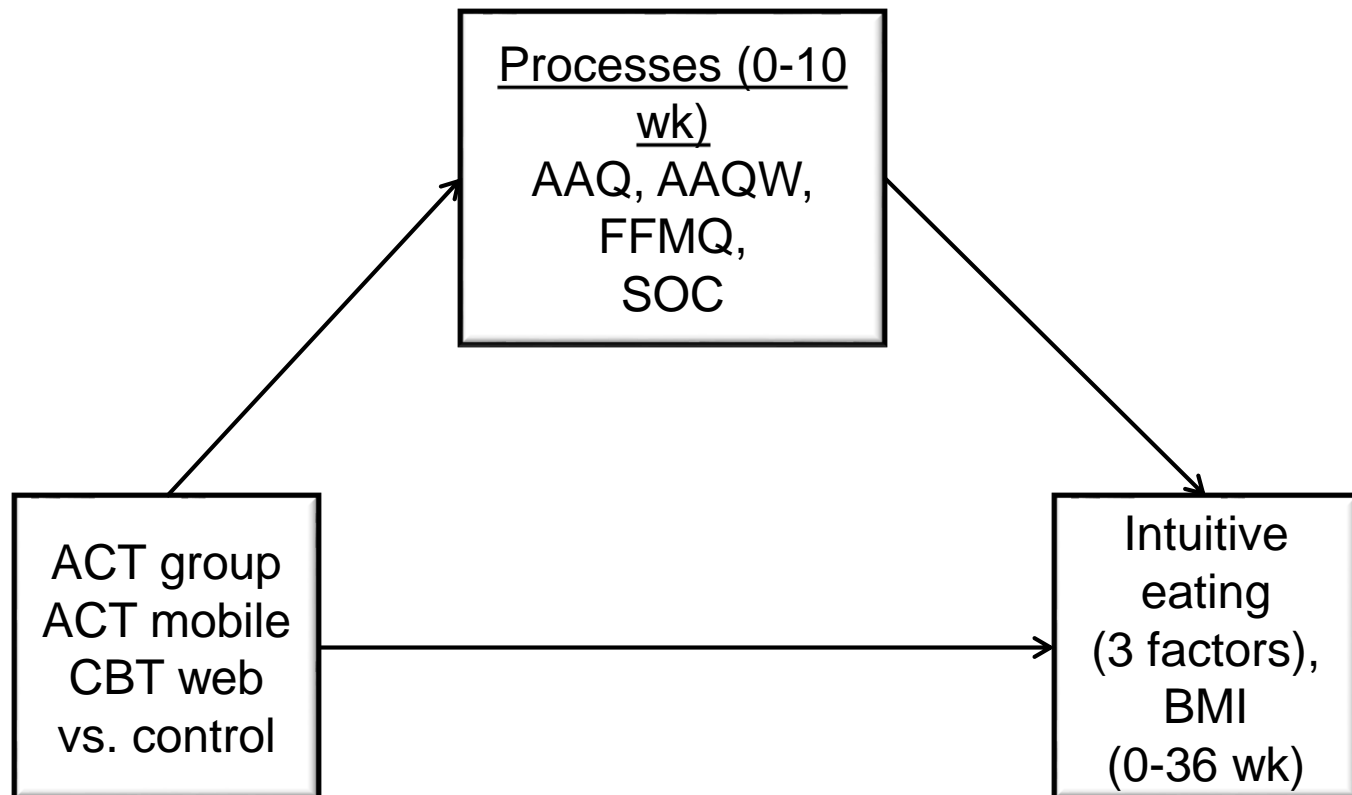 Processes (0-10
wk)
AAQ, AAQW,
FFMQ,
SOC
ACT group
ACT mobile
CBT web
vs. control
Intuitive
eating
(3 factors),
BMI
(0-36 wk)